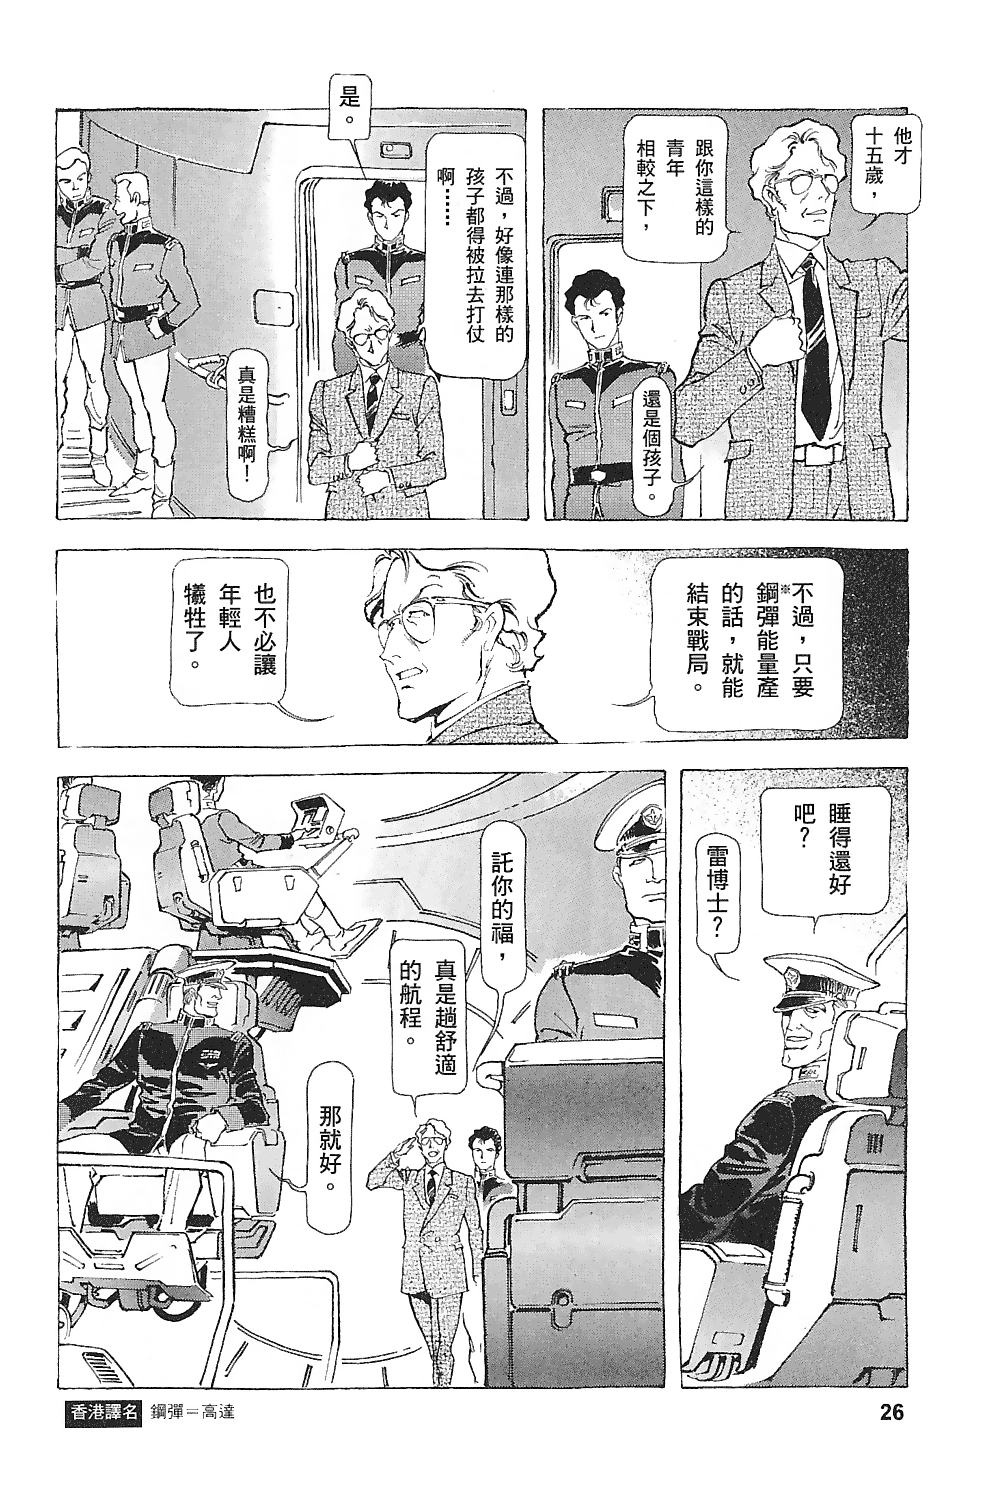 他才
十五歲，
跟你這樣的
青年
相較之下，
還是個孩子。
是。
不過，好像連那樣的
孩子都得被拉去打仗
啊……
真是糟糕啊！
不過，只要
※鋼彈能量產
的話，就能
結束戰局。
也不必讓
年輕人
犧牲了。
睡得還好
吧？
雷博士？
託你的福，
真是趟舒適
的航程。
那就好。
香港譯名 鋼彈＝高達
26